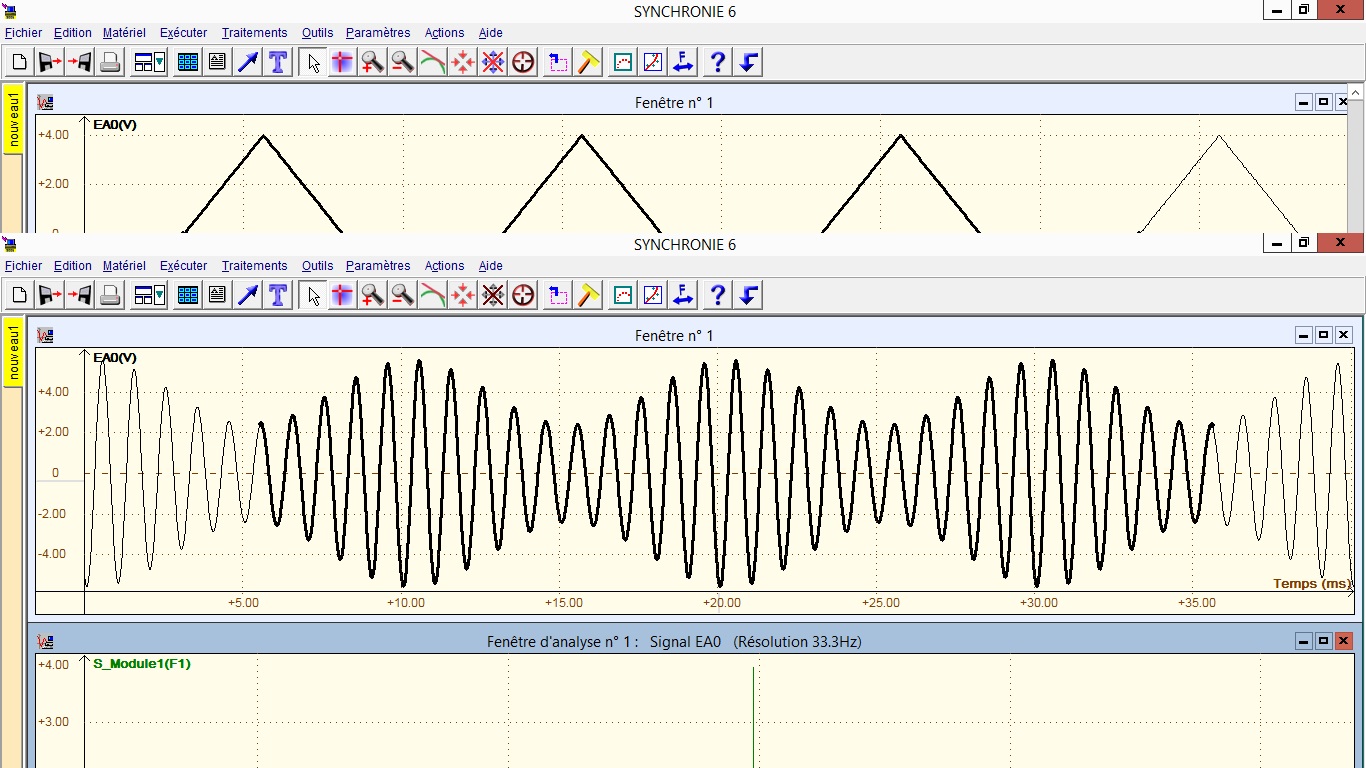 SYNCHRONIE 6
Fichier Edition Matériel Exécuter Traitements Outils Paramètres Actions Aide
nouveau1
Fenêtre n° 1
EA0(V)
+4.00
+2.00
SYNCHRONIE 6
Fichier Edition Matériel Exécuter Traitements Outils Paramètres Actions Aide
nouveau1
Fenêtre n° 1
EA0(V)
+4.00
+2.00
0
-2.00
-4.00
Temps (ms)
+5.00 +10.00 +15.00 +20.00 +25.00 +30.00 +35.00
Fenêtre d'analyse n° 1 : Signal EA0 (Résolution 33.3Hz)
+4.00 S_Module1(F1)
+3.00